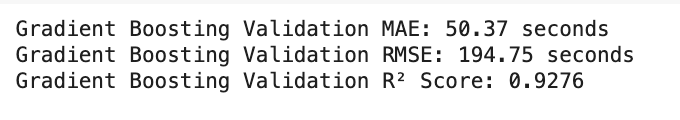 Gradient Boosting Validation MAE: 50.37 seconds
Gradient Boosting Validation RMSE: 194.75 seconds
Gradient Boosting Validation R² Score: 0.9276